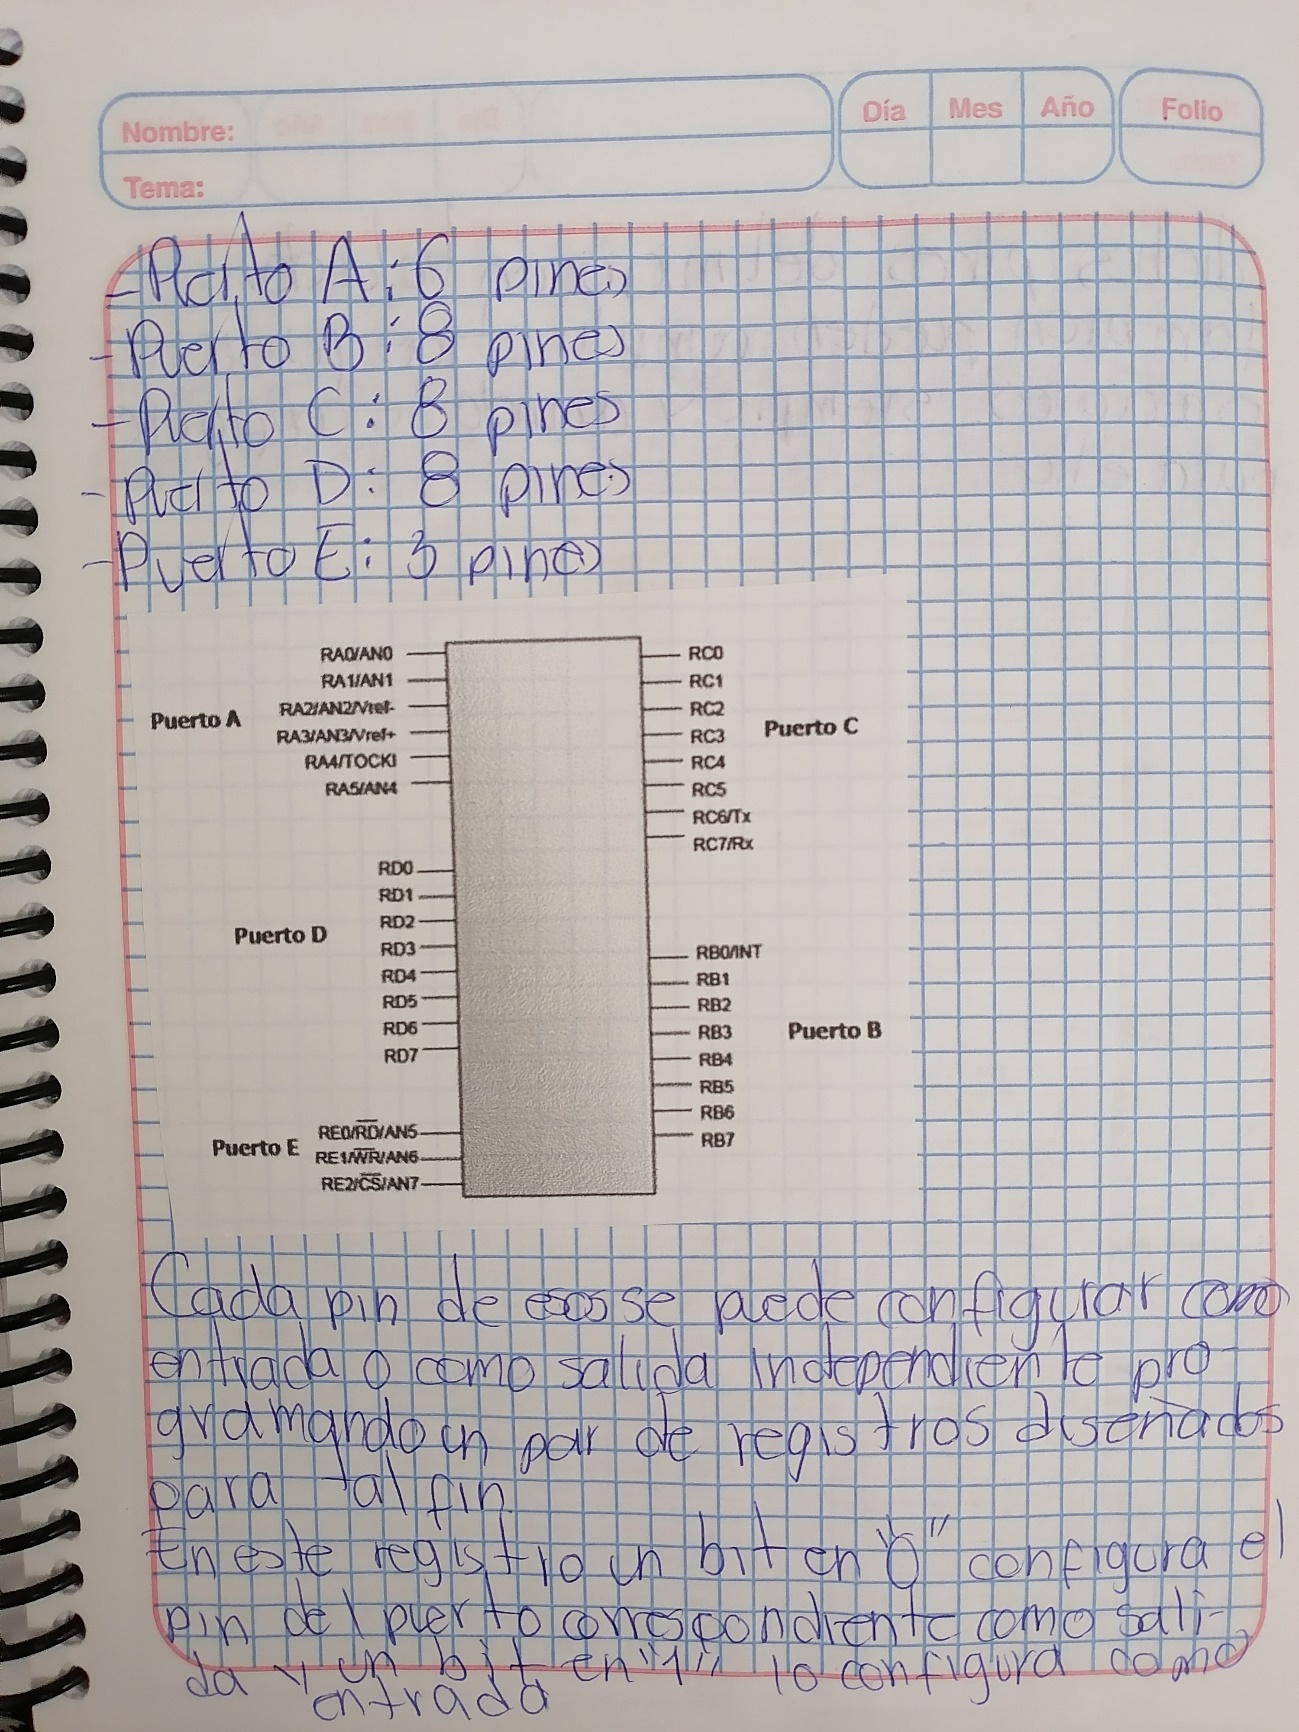 Nombre:
Tema:
Día Mes Año
Folio
-Puerto A: 6 pines
-Puerto B: 8 pines
-Puerto C: 8 pines
-Puerto D: 8 pines
-Puerto E: 3 pines
Puerto A
RA0/AN0
RA1/AN1
RA2/AN2/Vref-
RA3/AN3/Vref+
RA4/TOCKI
RA5/AN4
Puerto C
RC0
RC1
RC2
RC3
RC4
RC5
RC6/Tx
RC7/Rx
Puerto D
RD0
RD1
RD2
RD3
RD4
RD5
RD6
RD7
Puerto B
RB0/INT
RB1
RB2
RB3
RB4
RB5
RB6
RB7
Puerto E
RE0/RD/AN5
RE1/WR/AN6
RE2/CS/AN7
Cada pin de esos se puede configurar como
entrada o como salida independiente pro-
gramando un par de registros diseñados
para tal fin.
En este registro un bit en "0" configura el
pin del puerto correspondiente como sali-
da y un bit en "1" lo configura como
entrada